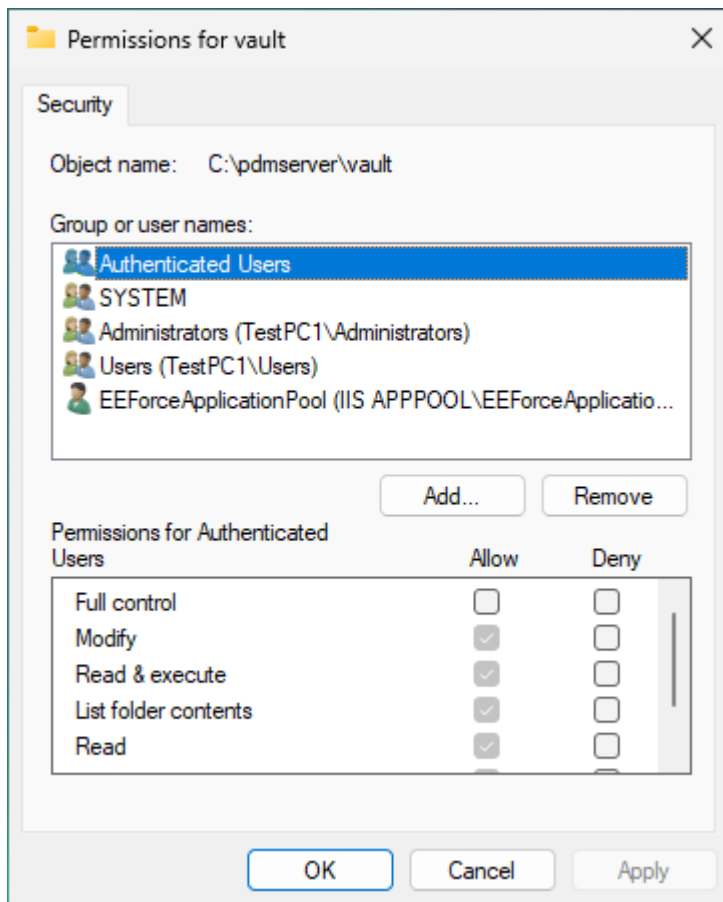 Permissions for vault
Security
Object name: C:\pdmserver\vault
Group or user names:
Authenticated Users
SYSTEM
Administrators (TestPC1\Administrators)
Users (TestPC1\Users)
EEForceApplicationPool (IIS APPPOOL\EEForceApplicatio...
Add... Remove
Permissions for Authenticated
Users Allow Deny
Full control
Modify
Read & execute
List folder contents
Read
OK Cancel Apply